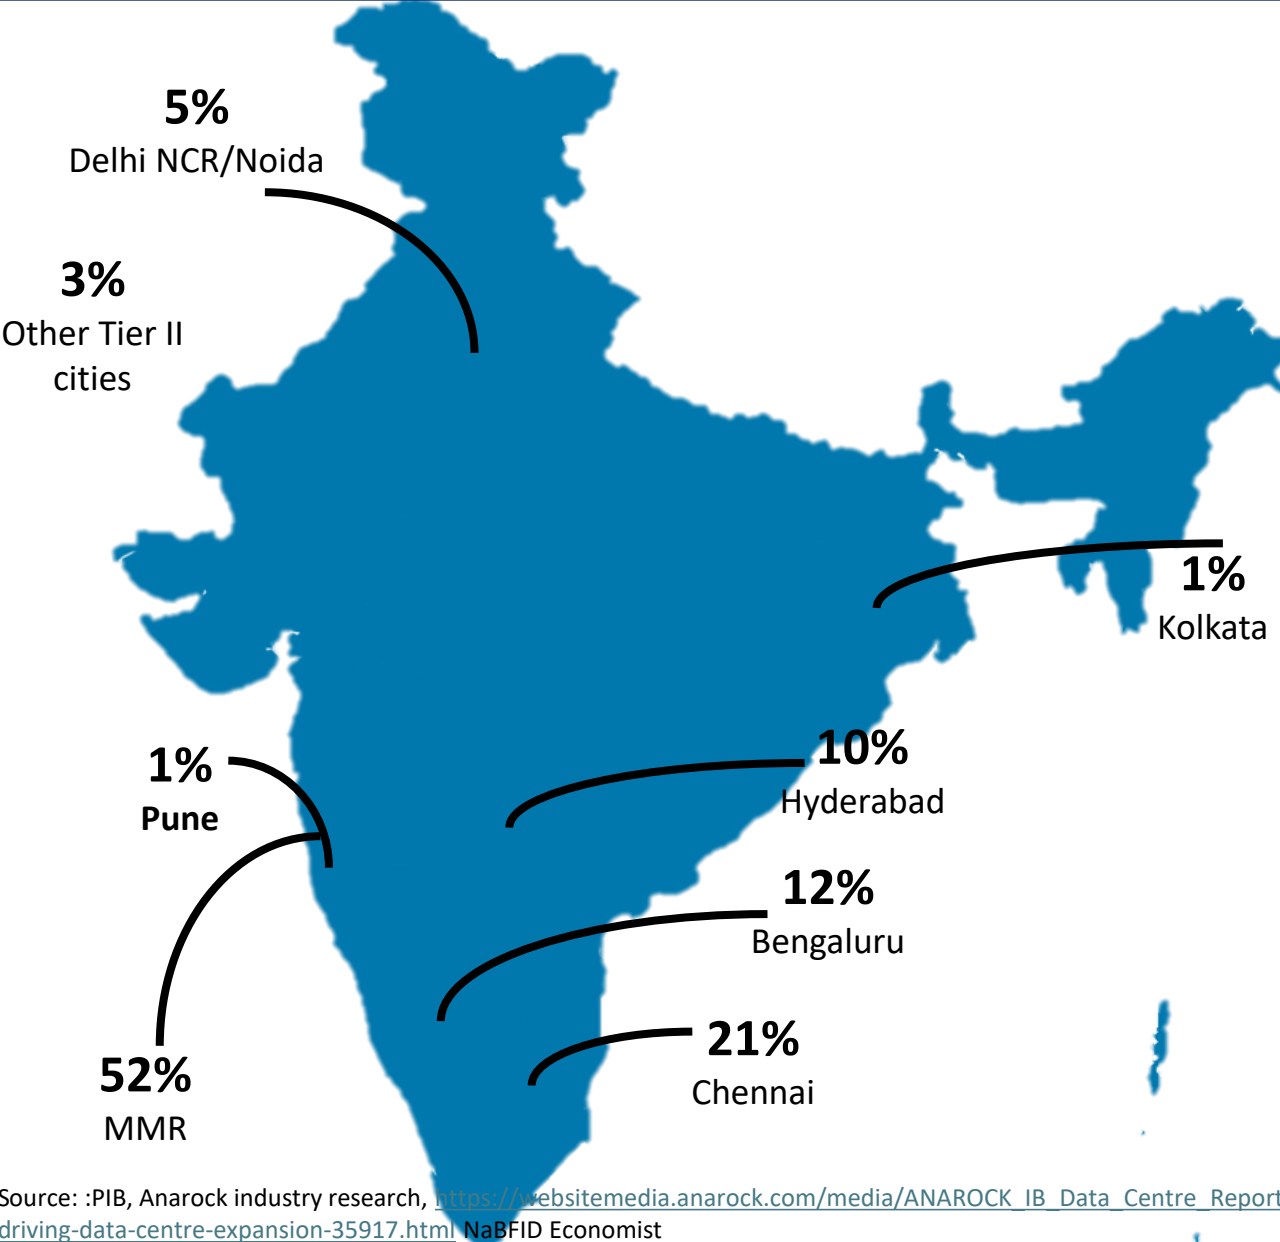 5%
Delhi NCR/Noida
3%
Other Tier II
cities
1%
Kolkata
10%
Hyderabad
1%
Pune
12%
Bengaluru
21%
Chennai
52%
MMR
Source: :PIB, Anarock industry research, https://websitemedia.anarock.com/media/ANAROCK_IB_Data_Centre_Report
driving-data-centre-expansion-35917.html NaBFID Economist